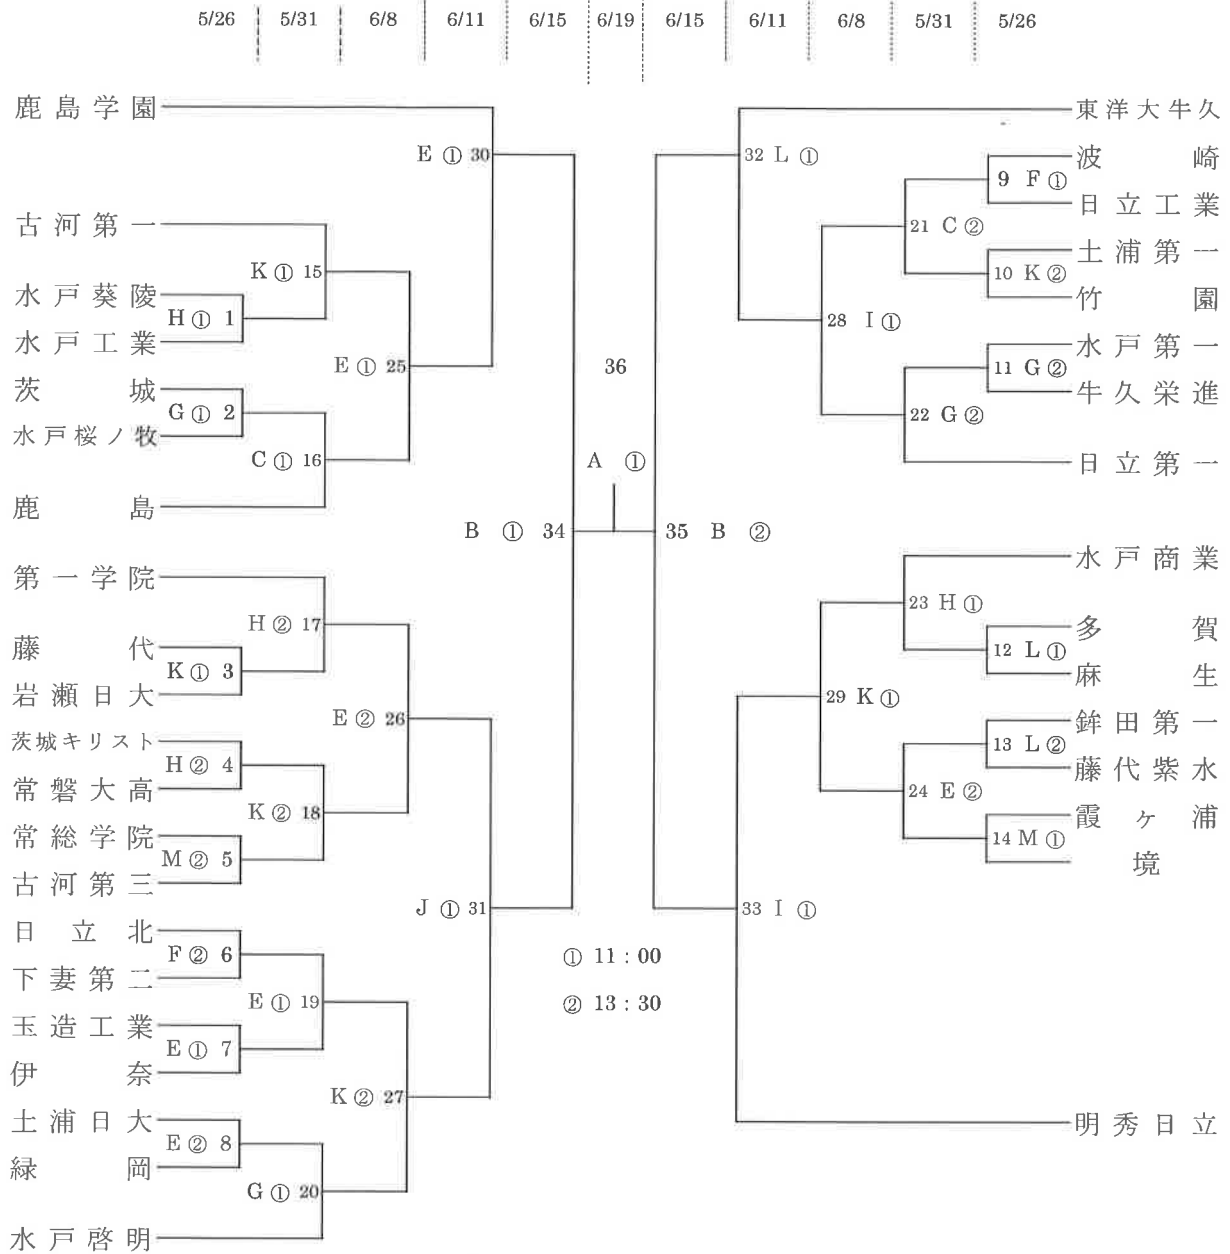 5/26 5/31 6/8 6/11 6/15 6/19 6/15 6/11 6/8 5/31 5/26
鹿島学園
E ① 30
古河第一
K ① 15
水戸葵陵
H ① 1
水戸工業
E ① 25
茨城
G ① 2
水戸桜ノ牧
C ① 16
鹿島
B ① 34
第一学院
H ② 17
藤代
K ① 3
岩瀬日大
E ② 26
茨城キリスト
H ② 4
常磐大高
K ② 18
常総学院
M ② 5
古河第三
J ① 31
日立北
F ② 6
下妻第二
E ① 19
玉造工業
E ① 7
伊奈
K ② 27
土浦日大
E ② 8
緑岡
G ① 20
水戸啓明
36
A ①
① 11：00
② 13：30
東洋大牛久
32 L ①
波崎
9 F ①
日立工業
21 C ②
土浦第一
10 K ②
竹園
28 I ①
水戸第一
11 G ②
牛久栄進
22 G ②
日立第一
35 B ②
水戸商業
23 H ①
多賀
12 L ①
麻生
29 K ①
鉾田第一
13 L ②
藤代紫水
24 E ②
霞ヶ浦
14 M ①
境
33 I ①
明秀日立